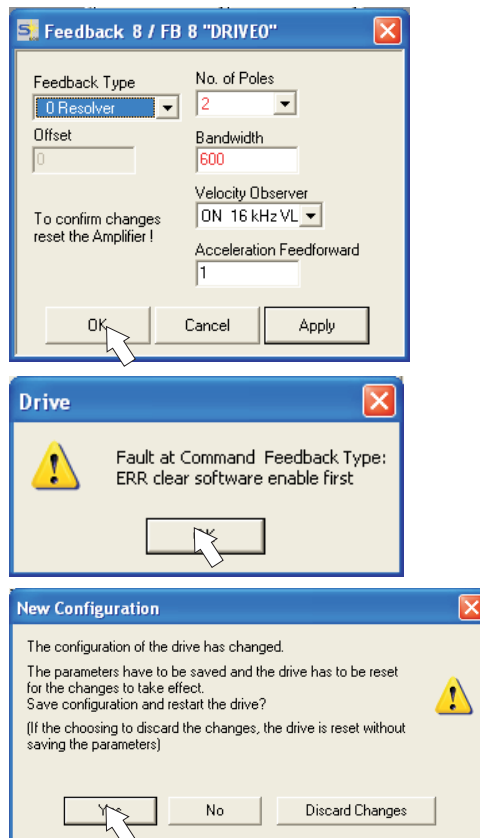 Feedback 8 / FB 8 "DRIVE0"
Feedback Type
0 Resolver
No. of Poles
2
Offset
0
Bandwidth
600
Velocity Observer
ON 16 kHz VL
To confirm changes
reset the Amplifier !
Acceleration Feedforward
1
OK
Cancel
Apply
Drive
Fault at Command Feedback Type:
ERR clear software enable first
New Configuration
The configuration of the drive has changed.
The parameters have to be saved and the drive has to be reset
for the changes to take effect.
Save configuration and restart the drive?
(If the choosing to discard the changes, the drive is reset without
saving the parameters)
Yes
No
Discard Changes